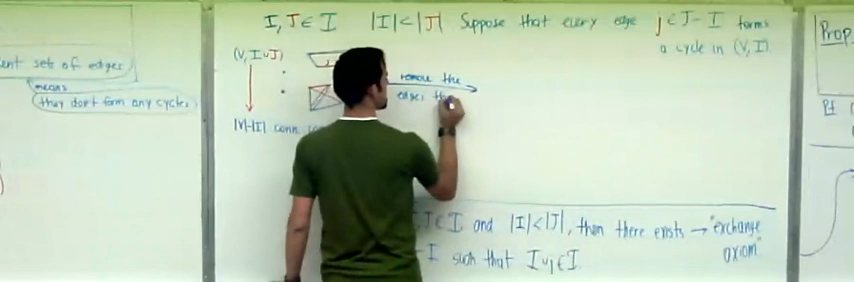 ent sets of edges
means
they don't form any cycles
I, J ∈ I |I| < |J| Suppose that every edge j ∈ J - I forms
a cycle in (V, I).
(V, I∪J)
remove the
edges
|V|-|I| conn.
J ∈ I and |I| < |J|, then there exists → "exchange
axiom"
- I such that I∪j ∈ I.
Prop.
Pf